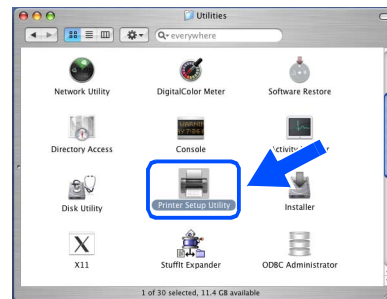 Utilities
everywhere
Network Utility
DigitalColor Meter
Software Restore
Directory Access
Console
Disk Utility
Printer Setup Utility
Installer
X11
StuffIt Expander
ODBC Administrator
1 of 30 selected, 11.4 GB available